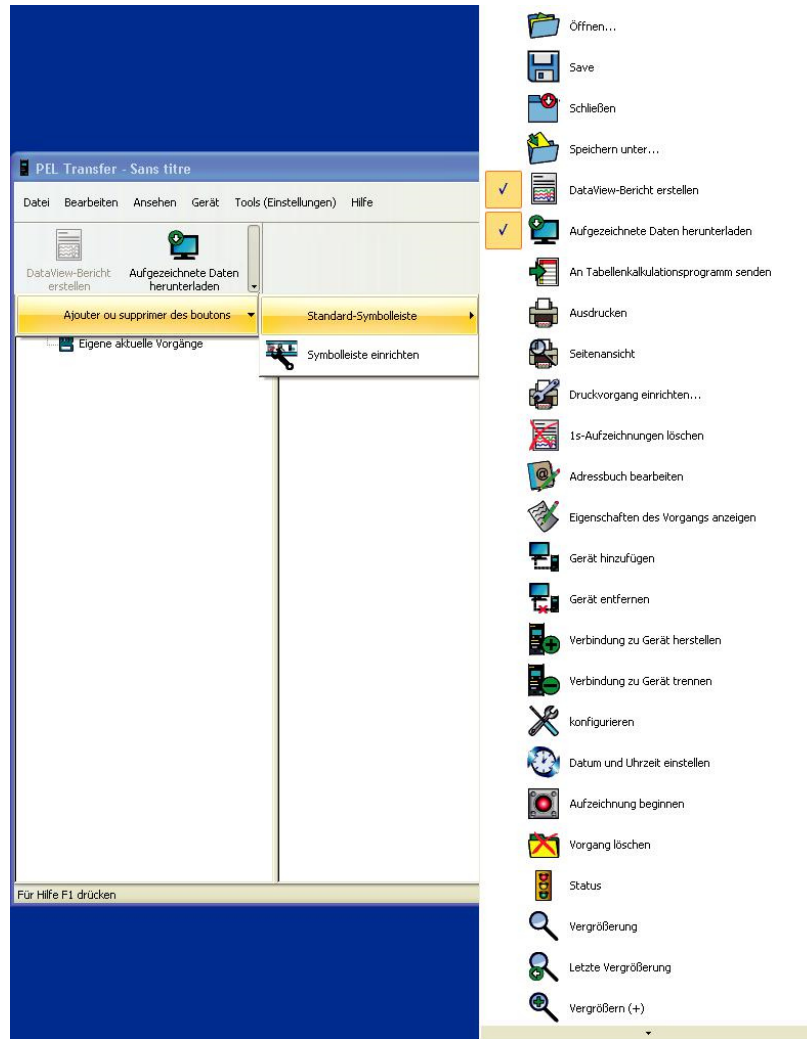 PEL Transfer - Sans titre
Datei Bearbeiten Ansehen Gerät Tools (Einstellungen) Hilfe
DataView-Bericht
erstellen
Aufgezeichnete Daten
herunterladen
Ajouter ou supprimer des boutons
Standard-Symbolleiste
Eigene aktuelle Vorgänge
Symbolleiste einrichten
Für Hilfe F1 drücken
Öffnen...
Save
Schließen
Speichern unter...
DataView-Bericht erstellen
Aufgezeichnete Daten herunterladen
An Tabellenkalkulationsprogramm senden
Ausdrucken
Seitenansicht
Druckvorgang einrichten...
1s-Aufzeichnungen löschen
Adressbuch bearbeiten
Eigenschaften des Vorgangs anzeigen
Gerät hinzufügen
Gerät entfernen
Verbindung zu Gerät herstellen
Verbindung zu Gerät trennen
konfigurieren
Datum und Uhrzeit einstellen
Aufzeichnung beginnen
Vorgang löschen
Status
Vergrößerung
Letzte Vergrößerung
Vergrößern (+)